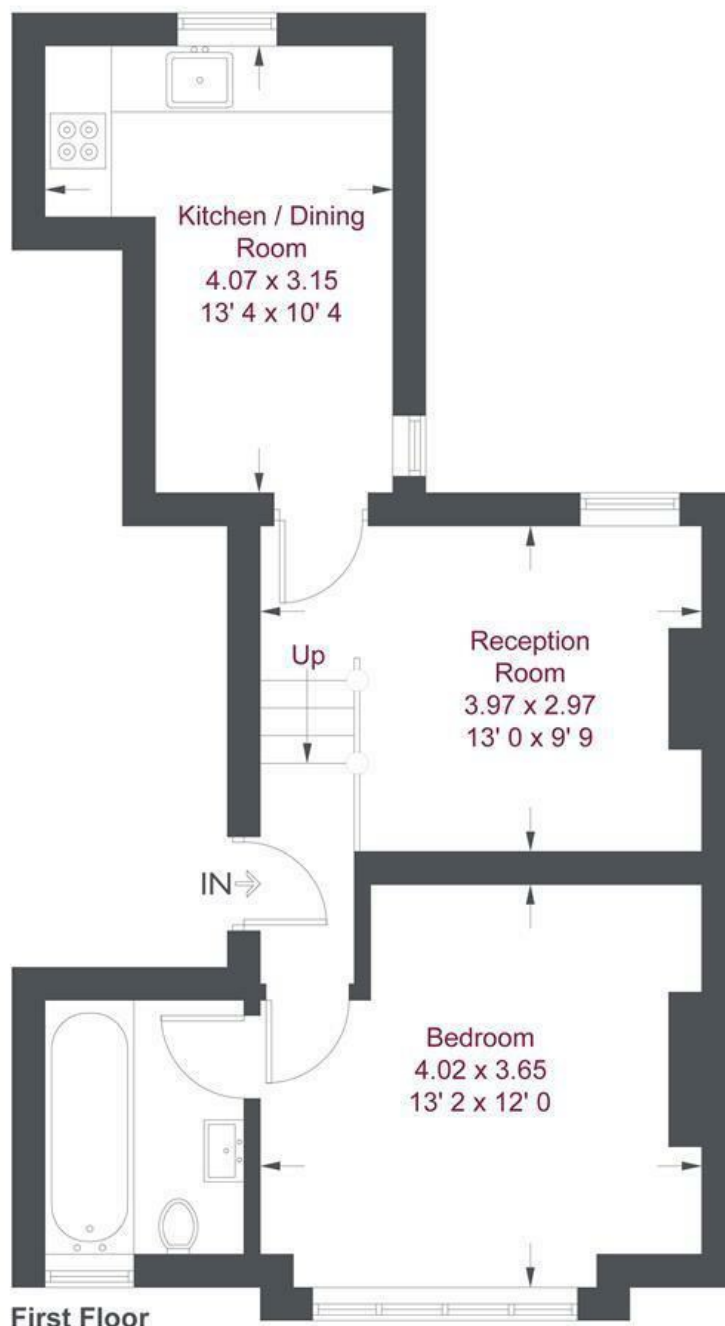 Kitchen / Dining
Room
4.07 x 3.15
13' 4 x 10' 4
Up
Reception
Room
3.97 x 2.97
13' 0 x 9' 9
IN
Bedroom
4.02 x 3.65
13' 2 x 12' 0
First Floor